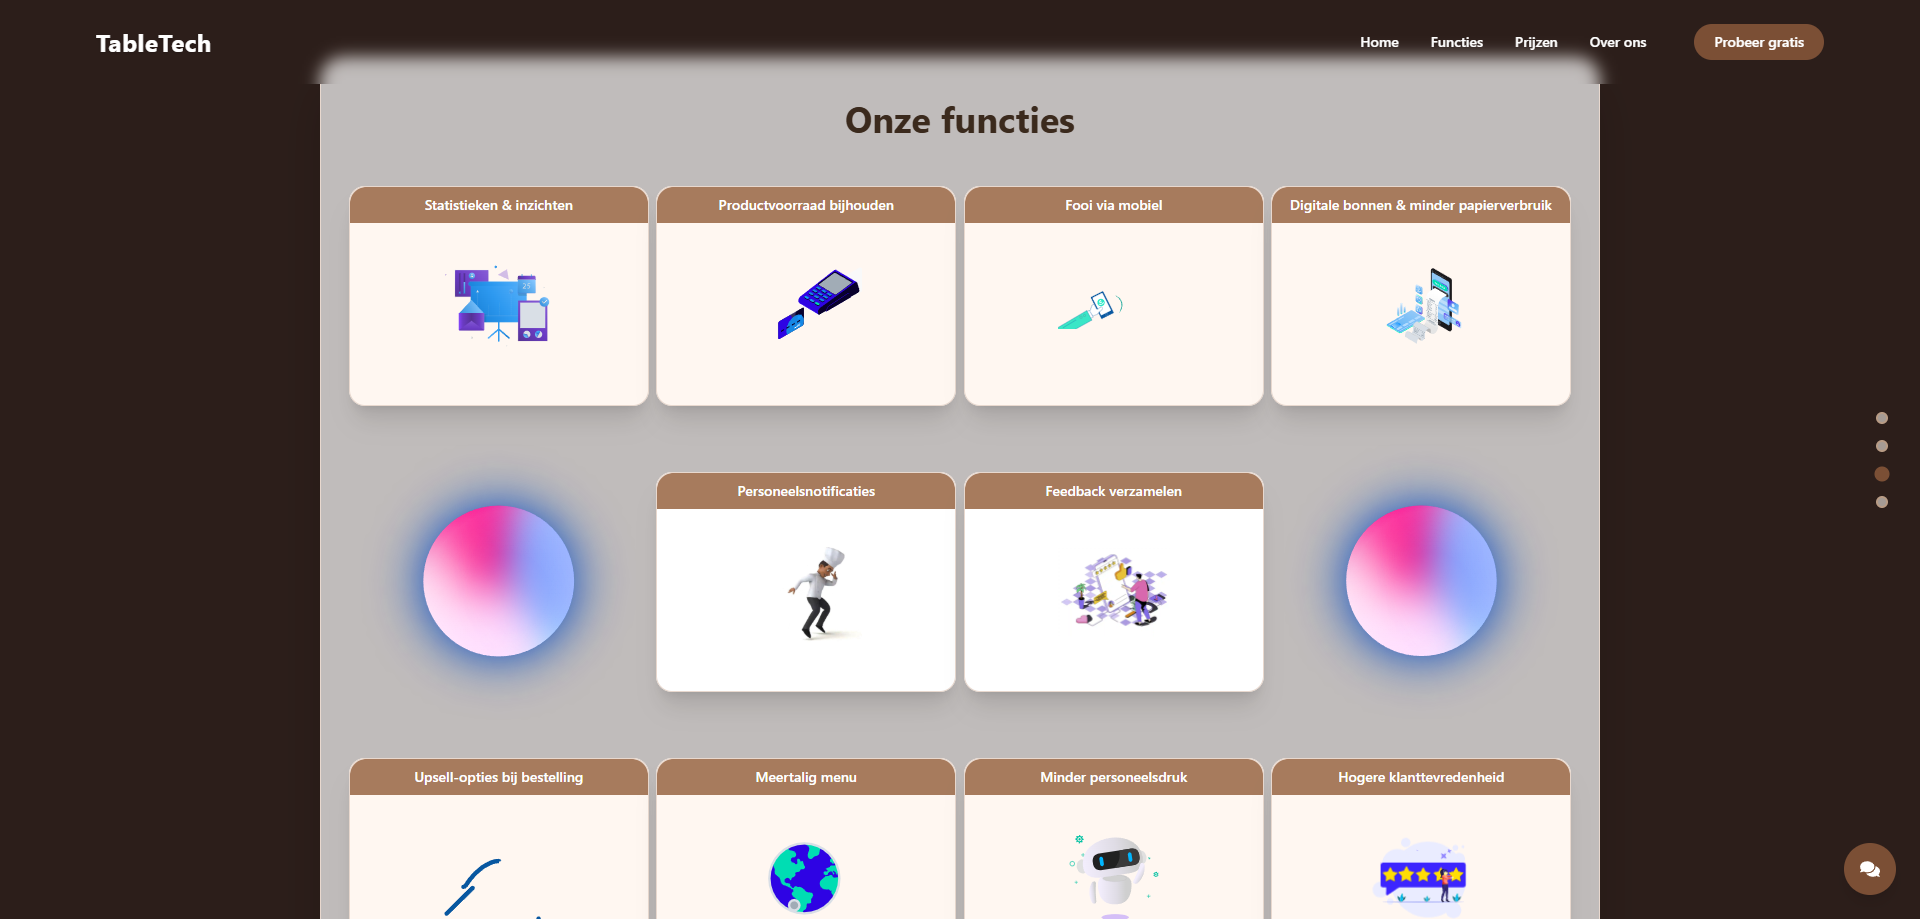 TableTech
Home
Functies
Prijzen
Over ons
Probeer gratis
Onze functies
Statistieken & inzichten
Productvoorraad bijhouden
Fooi via mobiel
Digitale bonnen & minder papierverbruik
25
Personeelsnotificaties
Feedback verzamelen
Upsell-opties bij bestelling
Meertalig menu
Minder personeelsdruk
Hogere klanttevredenheid